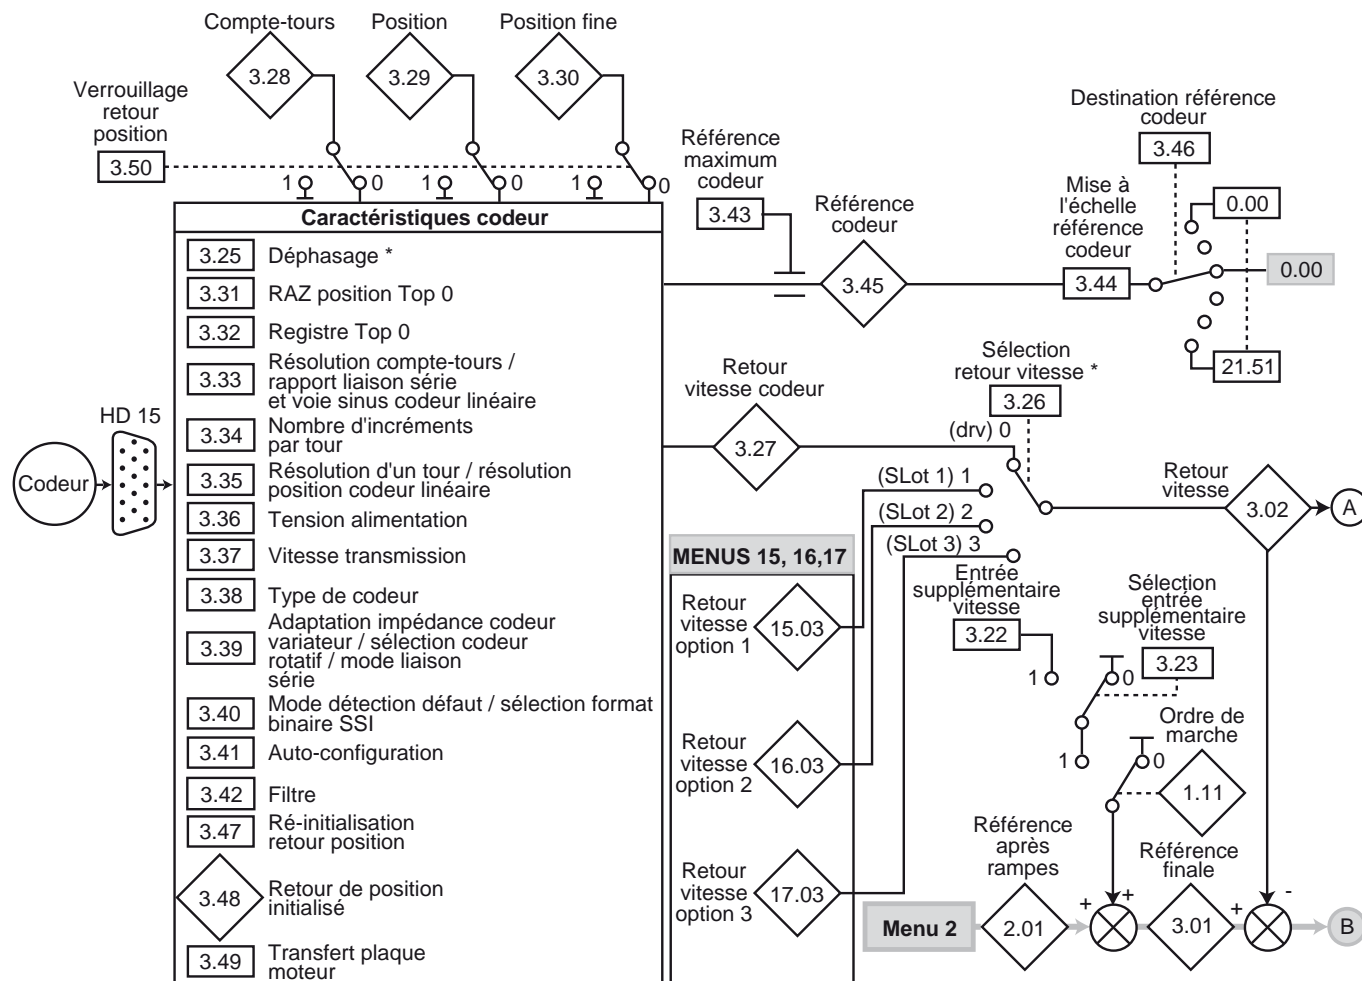 Compte-tours
Position
Position fine
3.28
3.29
3.30
Verrouillage
retour
position
3.50
1
0
1
0
1
0
Référence
maximum
codeur
3.43
Référence
codeur
3.45
Destination référence
codeur
3.46
Mise à
l'échelle
référence
codeur
3.44
0.00
0.00
21.51
Caractéristiques codeur
3.25 Déphasage *
3.31 RAZ position Top 0
3.32 Registre Top 0
3.33 Résolution compte-tours /
rapport liaison série
et voie sinus codeur linéaire
3.34 Nombre d'incréments
par tour
3.35 Résolution d'un tour / résolution
position codeur linéaire
3.36 Tension alimentation
3.37 Vitesse transmission
3.38 Type de codeur
3.39 Adaptation impédance codeur
variateur / sélection codeur
rotatif / mode liaison
série
3.40 Mode détection défaut / sélection format
binaire SSI
3.41 Auto-configuration
3.42 Filtre
3.47 Ré-initialisation
retour position
3.48 Retour de position
initialisé
3.49 Transfert plaque
moteur
HD 15
Codeur
Retour
vitesse codeur
3.27
Sélection
retour vitesse *
3.26
(drv) 0
(SLot 1) 1
(SLot 2) 2
(SLot 3) 3
Retour
vitesse
3.02
A
MENUS 15, 16,17
Retour
vitesse
option 1
15.03
Retour
vitesse
option 2
16.03
Retour
vitesse
option 3
17.03
Entrée
supplémentaire
vitesse
3.22
1
0
Sélection
entrée
supplémentaire
vitesse
3.23
1
0
Ordre de
marche
1.11
Référence
après
rampes
Menu 2
2.01
+
+
Référence
finale
3.01
+
-
B